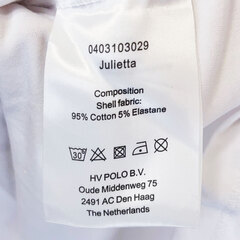 0403103029
Julietta
Composition
Shell fabric:
95% Cotton 5% Elastane
30°
HV POLO B.V.
Oude Middenweg 75
2491 AC Den Haag
The Netherlands